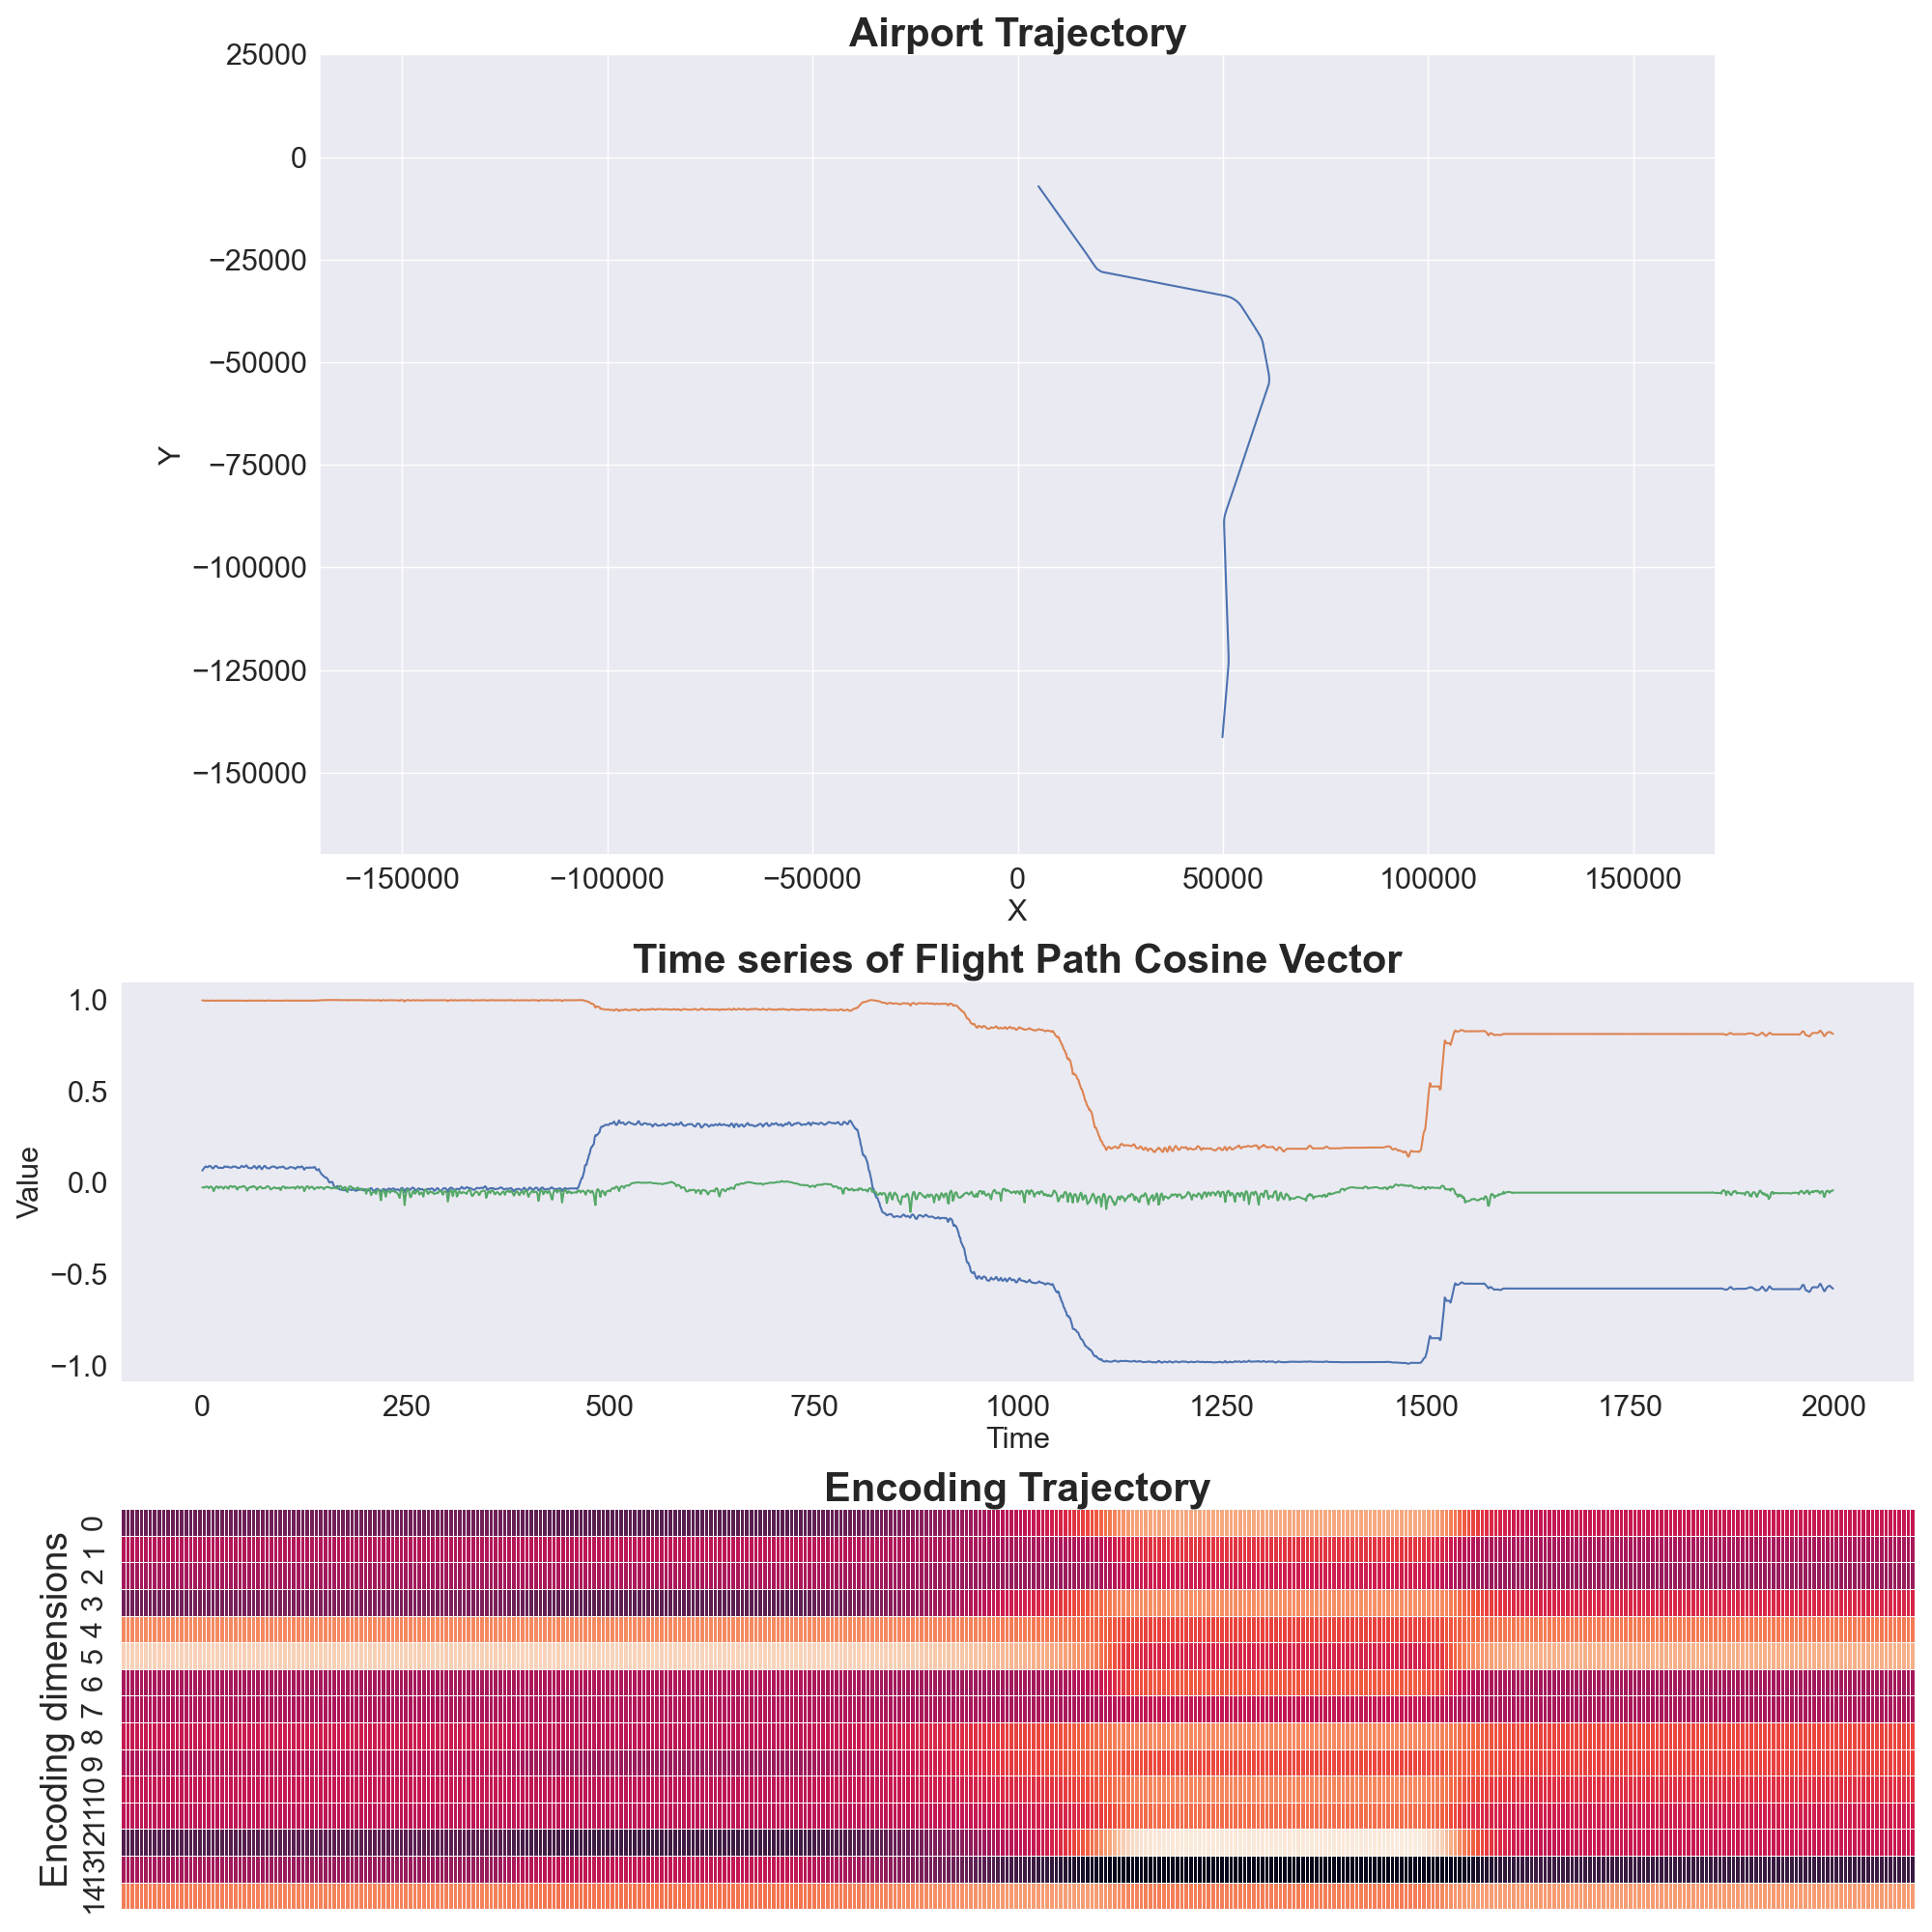 Airport Trajectory
25000
0
−25000
−50000
−75000
−100000
−125000
−150000
Y
−150000 −100000 −50000 0 50000 100000 150000
X
Time series of Flight Path Cosine Vector
1.0
0.5
0.0
−0.5
−1.0
Value
0 250 500 750 1000 1250 1500 1750 2000
Time
Encoding Trajectory
Encoding dimensions
0
1
2
3
4
5
6
7
8
9
10
11
12
13
14